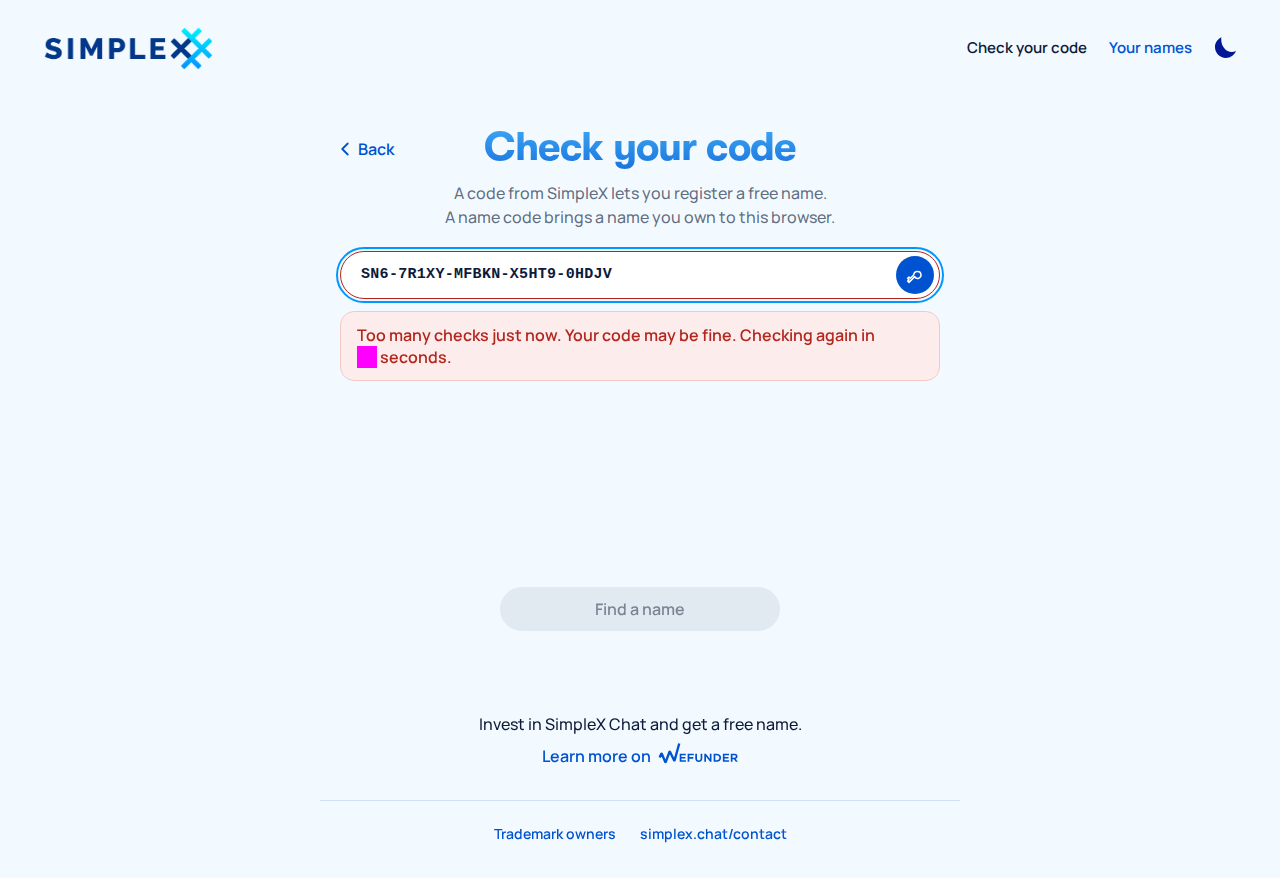 SIMPLEX
Check your code
Your names
Back
Check your code
A code from SimpleX lets you register a free name.
A name code brings a name you own to this browser.
SN6-7R1XY-MFBKN-X5HT9-0HDJV
Too many checks just now. Your code may be fine. Checking again in
seconds.
Find a name
Invest in SimpleX Chat and get a free name.
Learn more on WEFUNDER
Trademark owners
simplex.chat/contact